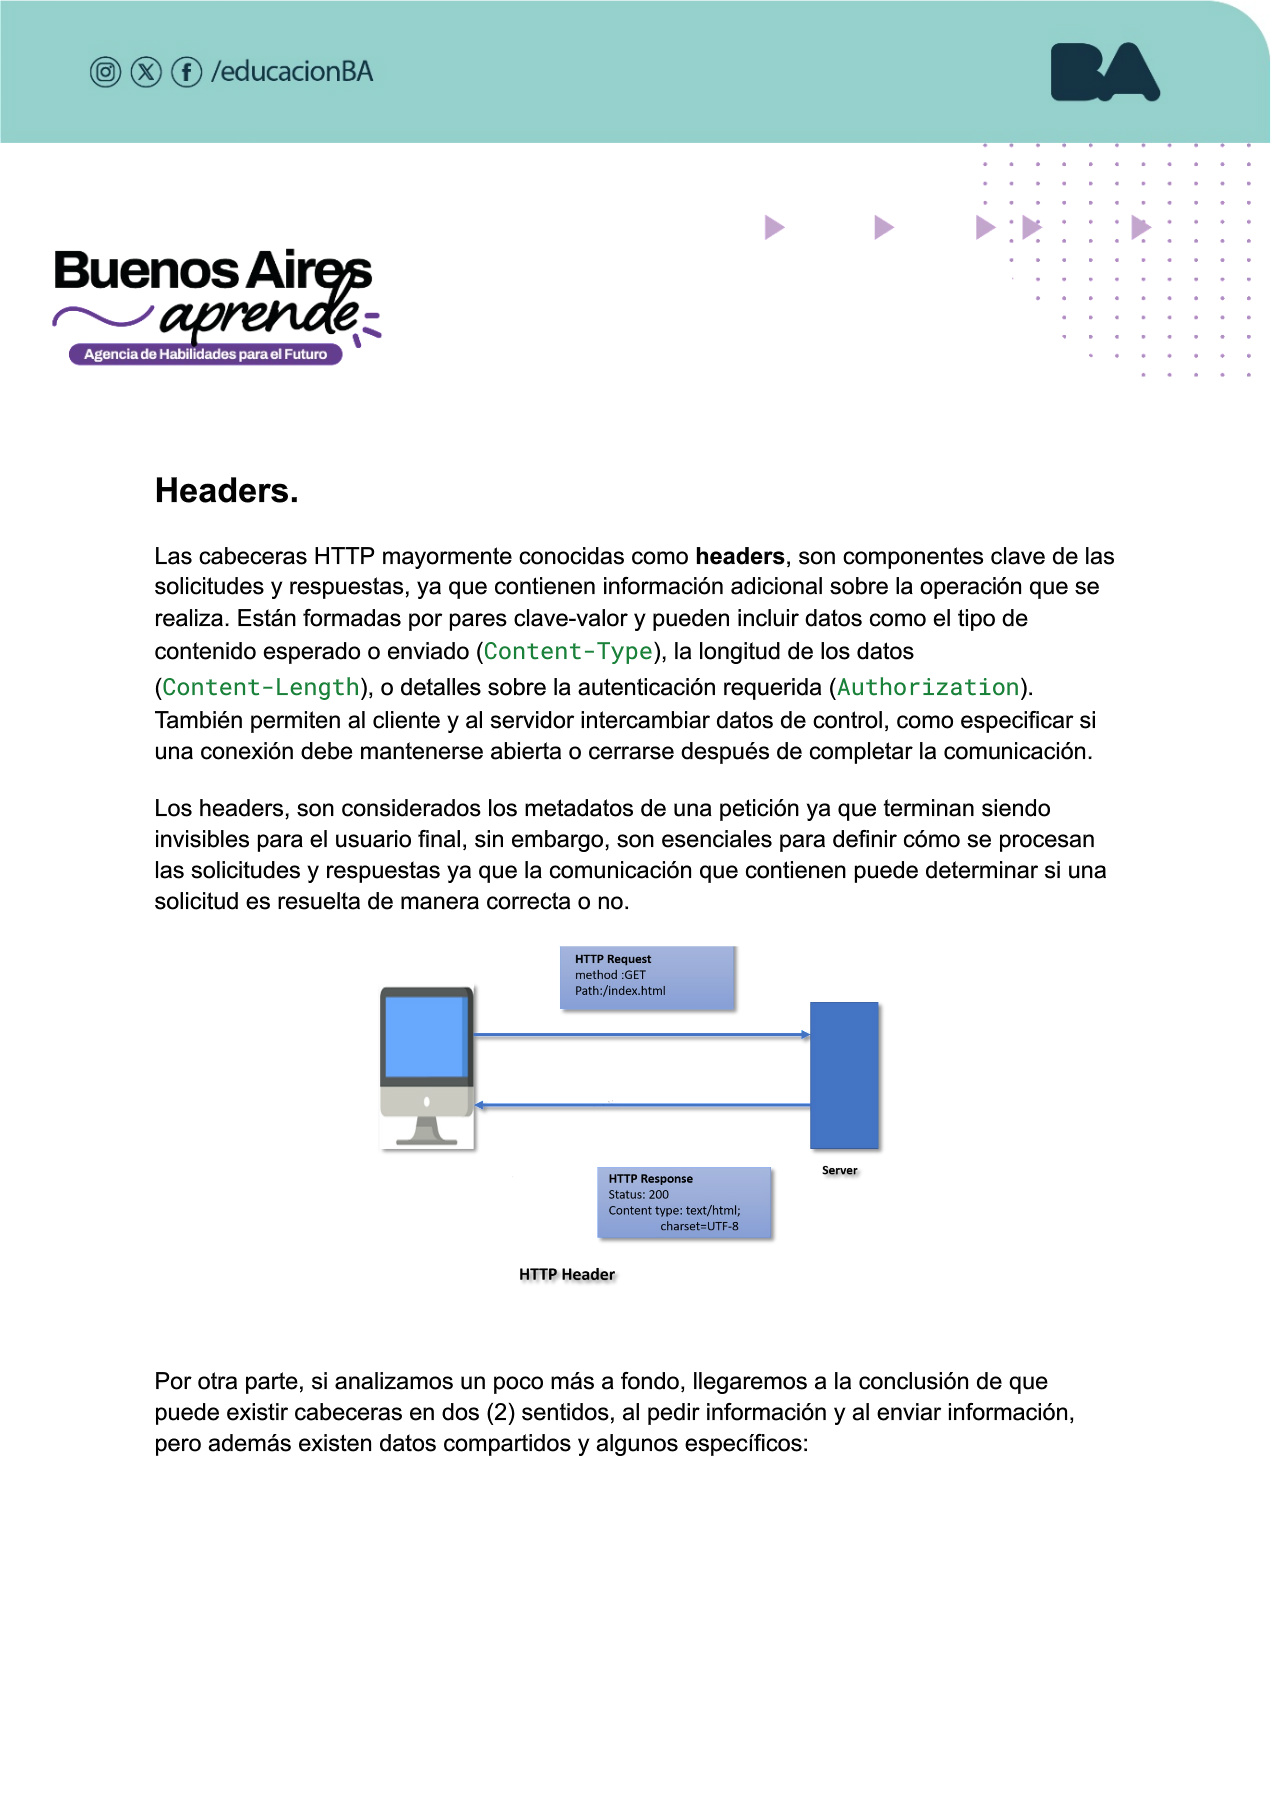 /educacionBA
BA
Buenos Aires
aprende
Agencia de Habilidades para el Futuro
Headers.
Las cabeceras HTTP mayormente conocidas como headers, son componentes clave de las
solicitudes y respuestas, ya que contienen información adicional sobre la operación que se
realiza. Están formadas por pares clave-valor y pueden incluir datos como el tipo de
contenido esperado o enviado (Content-Type), la longitud de los datos
(Content-Length), o detalles sobre la autenticación requerida (Authorization).
También permiten al cliente y al servidor intercambiar datos de control, como especificar si
una conexión debe mantenerse abierta o cerrarse después de completar la comunicación.
Los headers, son considerados los metadatos de una petición ya que terminan siendo
invisibles para el usuario final, sin embargo, son esenciales para definir cómo se procesan
las solicitudes y respuestas ya que la comunicación que contienen puede determinar si una
solicitud es resuelta de manera correcta o no.
HTTP Request
method :GET
Path:/index.html
Server
HTTP Response
Status: 200
Content type: text/html;
charset=UTF-8
HTTP Header
Por otra parte, si analizamos un poco más a fondo, llegaremos a la conclusión de que
puede existir cabeceras en dos (2) sentidos, al pedir información y al enviar información,
pero además existen datos compartidos y algunos específicos: